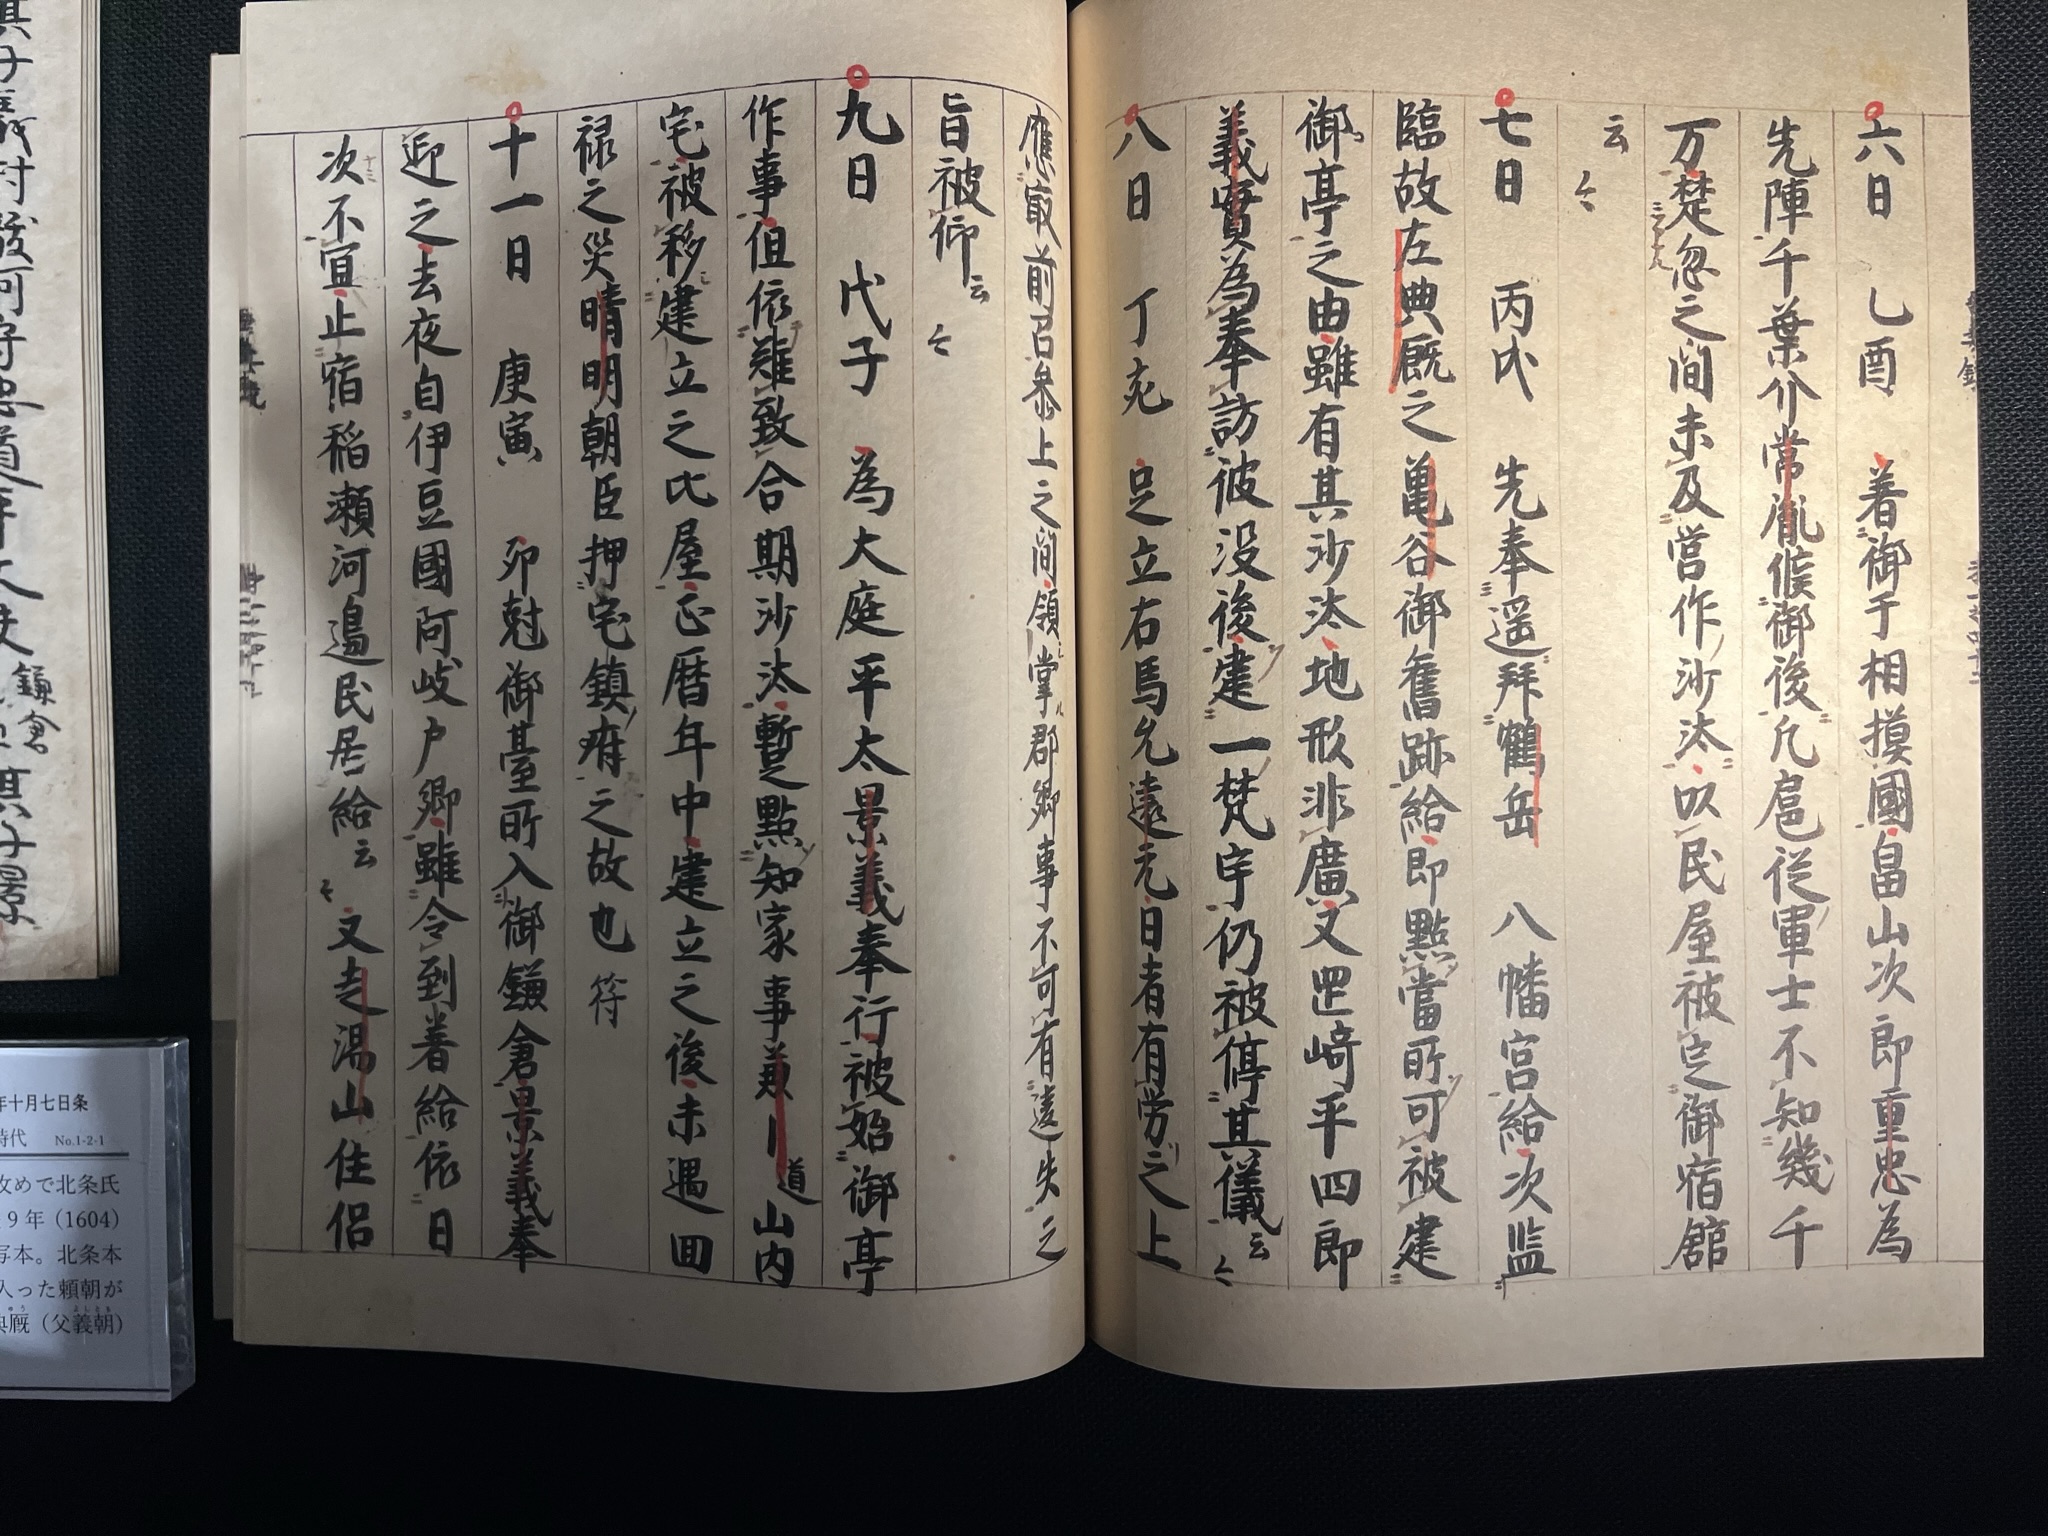 六日 乙酉 著御于相摸國畠山次郎重忠為
先陣千葉介常胤候御後凡扈從軍士不知幾千
万楚忽之間未及営作沙汰以民屋被定御宿舘
云々
七日 丙戌 先奉遥拜鶴岳八幡宮給次監
臨故左典厩之亀谷御舊跡給即點當所可被建
御亭之由雖有其沙汰地形非廣又罡﨑平四郎
義實為奉訪彼没後建一梵宇仍被停其儀云々
八日 丁亥 足立右馬允遠元日者有労之上
應㝡前召參上之間領掌郡郷事不可有違失之
旨被仰云々
九日 戊子 為大庭平太景義奉行被始御亭
作事但依難致合期沙汰暫點知家事兼道山内
宅被移建立之此屋正暦年中建立之後未遇回
禄之災晴明朝臣押宅鎮符之故也 符
十一日 庚寅 卯尅御臺所入御鎌倉景義奉
迎之去夜自伊豆國阿岐戸郷雖令到著給依日
次不宜止宿稲瀬河邉民居給云々又走湯山住侶
鎌倉
年十月七日条
時代 No.1-2-1
攻めで北条氏
9年（1604）
写本。北条本
入った頼朝が
典厩（父義朝）